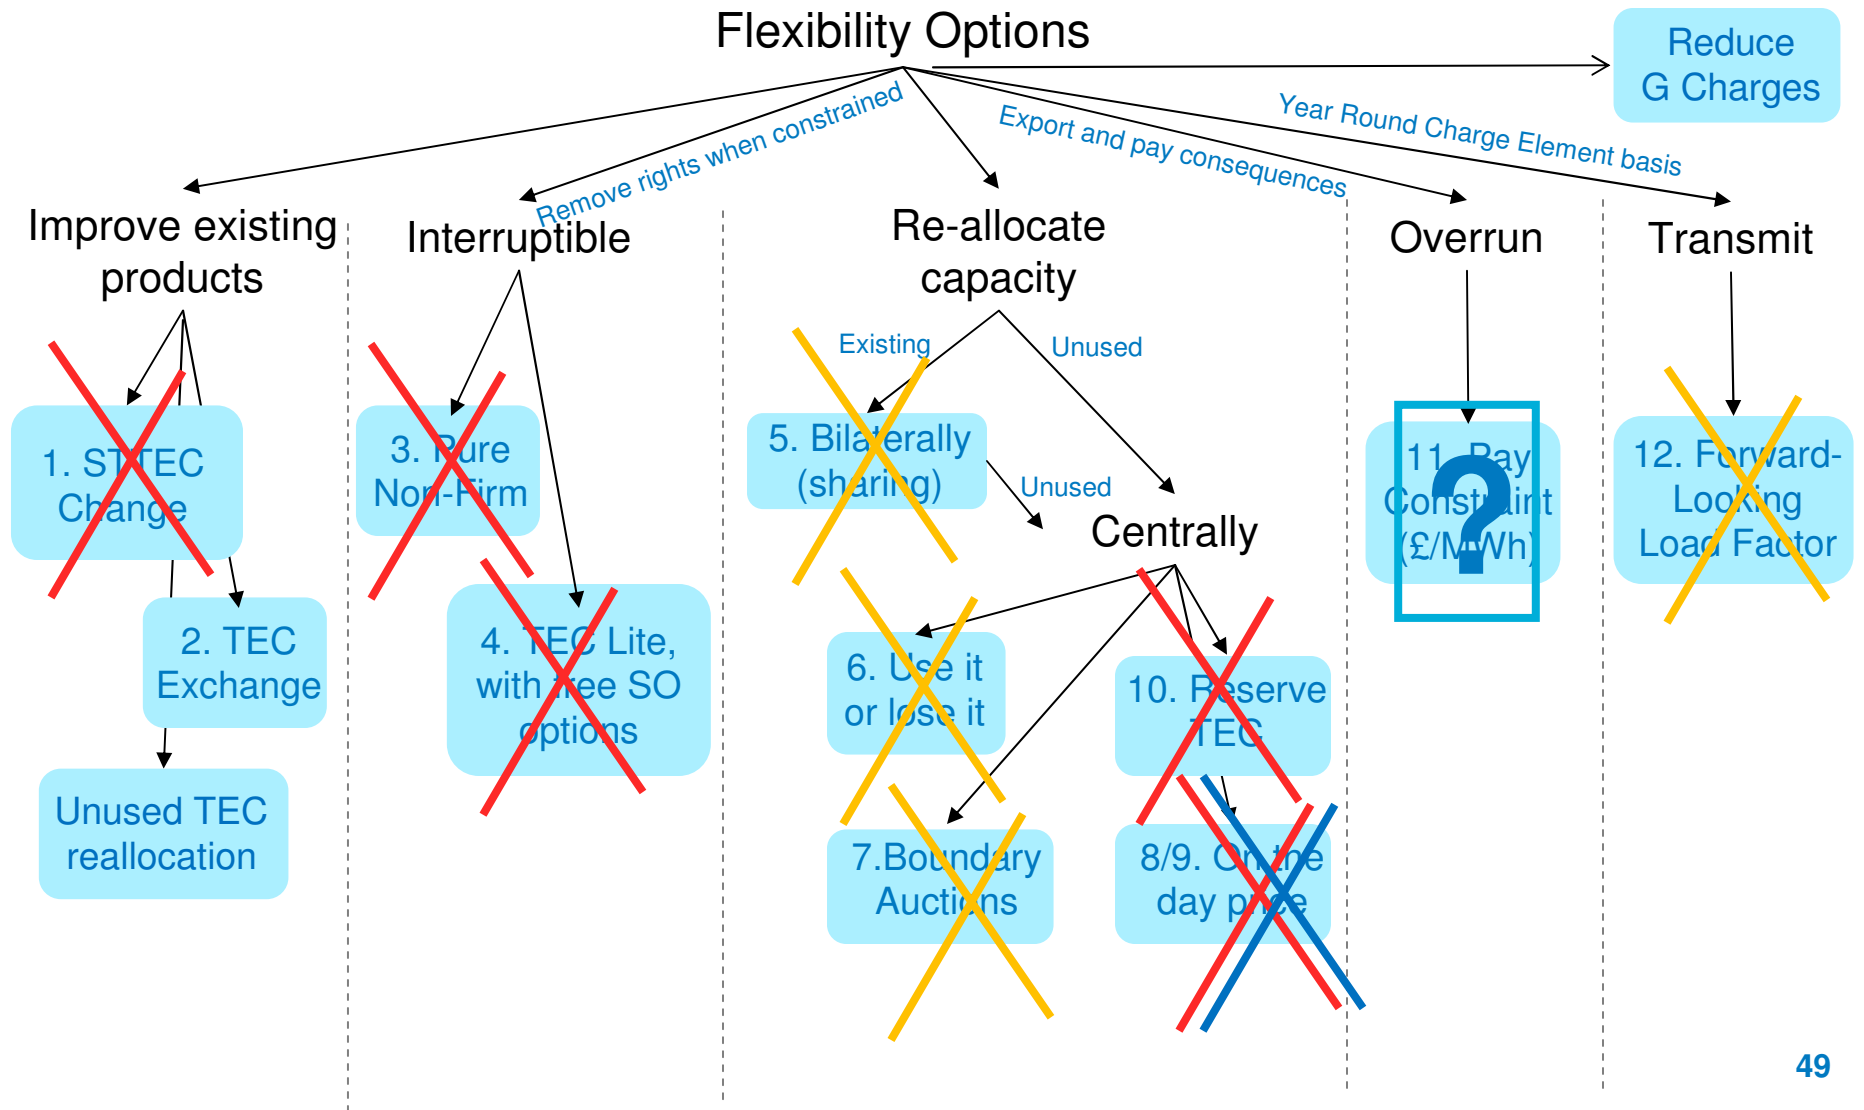 Flexibility Options
Reduce
G Charges
Remove rights when constrained
Export and pay consequences
Year Round Charge Element basis
Improve existing
products
Interruptible
Re-allocate
capacity
Overrun
Transmit
Existing
Unused
1. STTEC
Change
2. TEC
Exchange
Unused TEC
reallocation
3. Pure
Non-Firm
4. TEC Lite,
with free SO
options
5. Bilaterally
(sharing)
Unused
Centrally
6. Use it
or lose it
7.Boundary
Auctions
10. Reserve
TEC
8/9. On the
day price
11. Pay
Constraint
(£/MWh)
?
12. Forward-
Looking
Load Factor
49